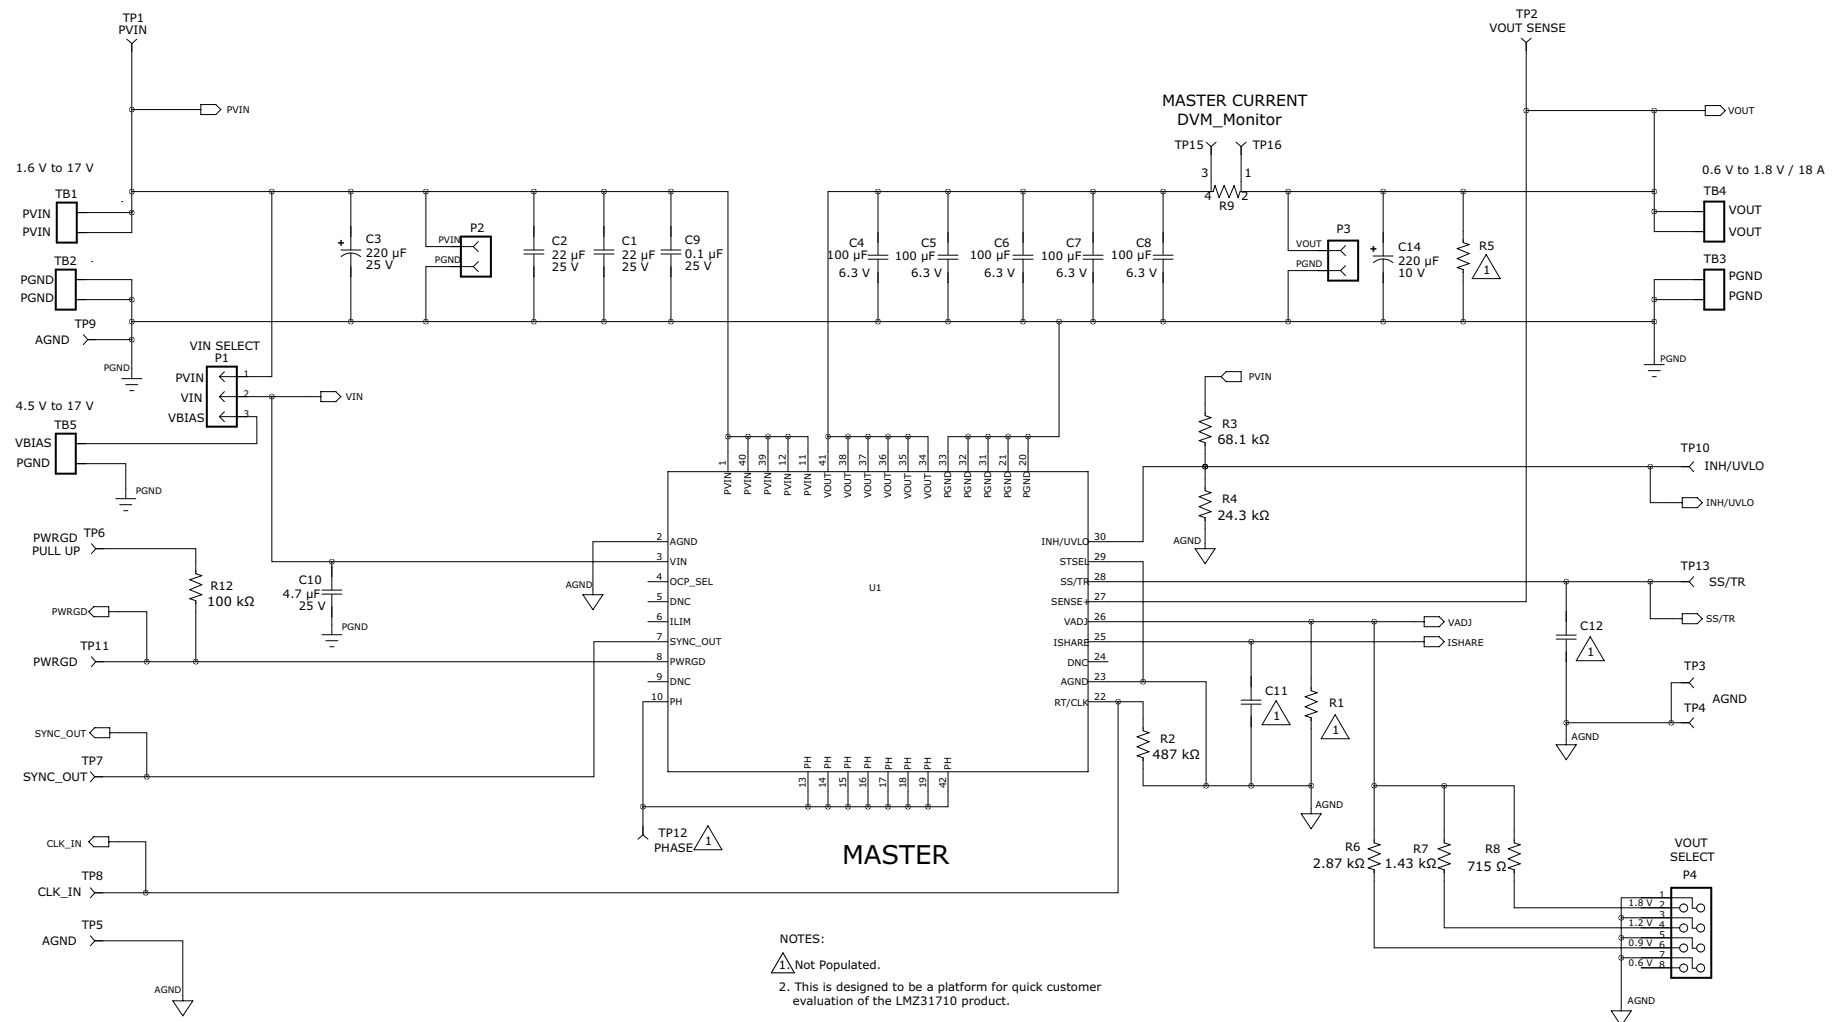 TP1
PVIN
TP2
VOUT SENSE
PVIN
MASTER CURRENT
DVM_Monitor
TP15
TP16
VOUT
1.6 V to 17 V
TB1
PVIN
PVIN
TB2
PGND
PGND
TP9
AGND
PGND
3
4
1
2
R9
0.6 V to 1.8 V / 18 A
TB4
VOUT
VOUT
TB3
PGND
PGND
PGND
+
C3
220 µF
25 V
P2
PVIN
PGND
C2
22 µF
25 V
C1
22 µF
25 V
C9
0.1 µF
25 V
C4
100 µF
6.3 V
C5
100 µF
6.3 V
C6
100 µF
6.3 V
C7
100 µF
6.3 V
C8
100 µF
6.3 V
P3
VOUT
PGND
+
C14
220 µF
10 V
R5
1
VIN SELECT
P1
PVIN
1
VIN
2
VBIAS
3
VIN
4.5 V to 17 V
TB5
VBIAS
PGND
PGND
PVIN
R3
68.1 kΩ
R4
24.3 kΩ
AGND
TP10
INH/UVLO
INH/UVLO
1
40
39
12
11
41
38
37
36
35
34
33
32
31
21
20
PVIN
PVIN
PVIN
PVIN
PVIN
VOUT
VOUT
VOUT
VOUT
VOUT
VOUT
PGND
PGND
PGND
PGND
PGND
PWRGD
PULL UP
TP6
R12
100 kΩ
PWRGD
TP11
PWRGD
C10
4.7 µF
25 V
PGND
AGND
2
AGND
3
VIN
4
OCP_SEL
5
DNC
6
ILIM
7
SYNC_OUT
8
PWRGD
9
DNC
10
PH
U1
INH/UVLO
30
STSEL
29
SS/TR
28
SENSE+
27
VADJ
26
ISHARE
25
DNC
24
AGND
23
RT/CLK
22
TP13
SS/TR
SS/TR
VADJ
ISHARE
C12
1
TP3
AGND
TP4
AGND
C11
1
R1
1
R2
487 kΩ
AGND
SYNC_OUT
TP7
SYNC_OUT
PH
PH
PH
PH
PH
PH
PH
PH
13
14
15
16
17
18
19
42
TP12
PHASE
1
MASTER
CLK_IN
TP8
CLK_IN
TP5
AGND
AGND
R6
2.87 kΩ
R7
1.43 kΩ
R8
715 Ω
VOUT
SELECT
P4
1
1.8 V 2
3
1.2 V 4
5
0.9 V 6
7
0.6 V 8
AGND
NOTES:
1. Not Populated.
2. This is designed to be a platform for quick customer
evaluation of the LMZ31710 product.